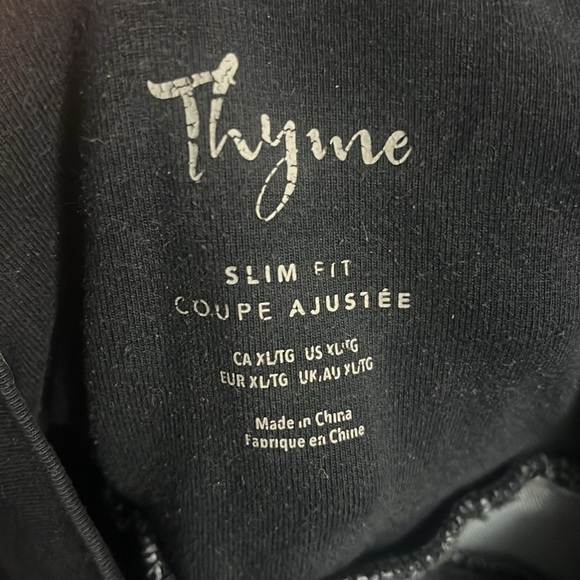 Thyme
SLIM FIT
COUPE AJUSTÉE
CA XL/TG US XL/TG
EUR XL/TG UK,AU XL/TG
Made in China
Fabrique en Chine